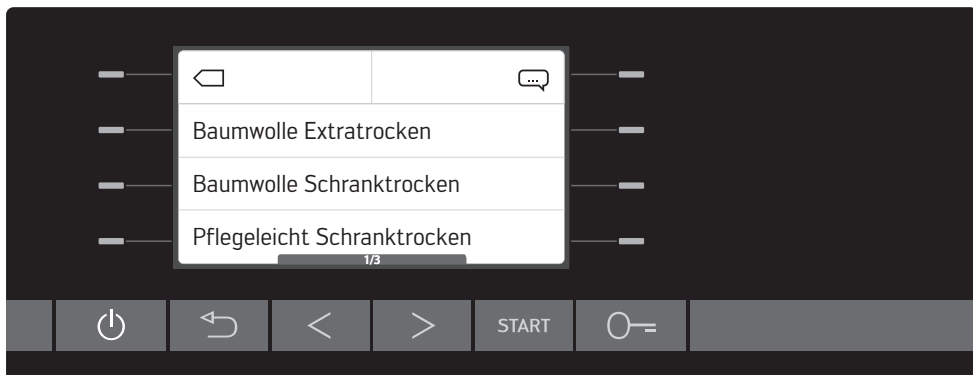 Baumwolle Extratrocken
Baumwolle Schranktrocken
Pflegeleicht Schranktrocken
1/3
START